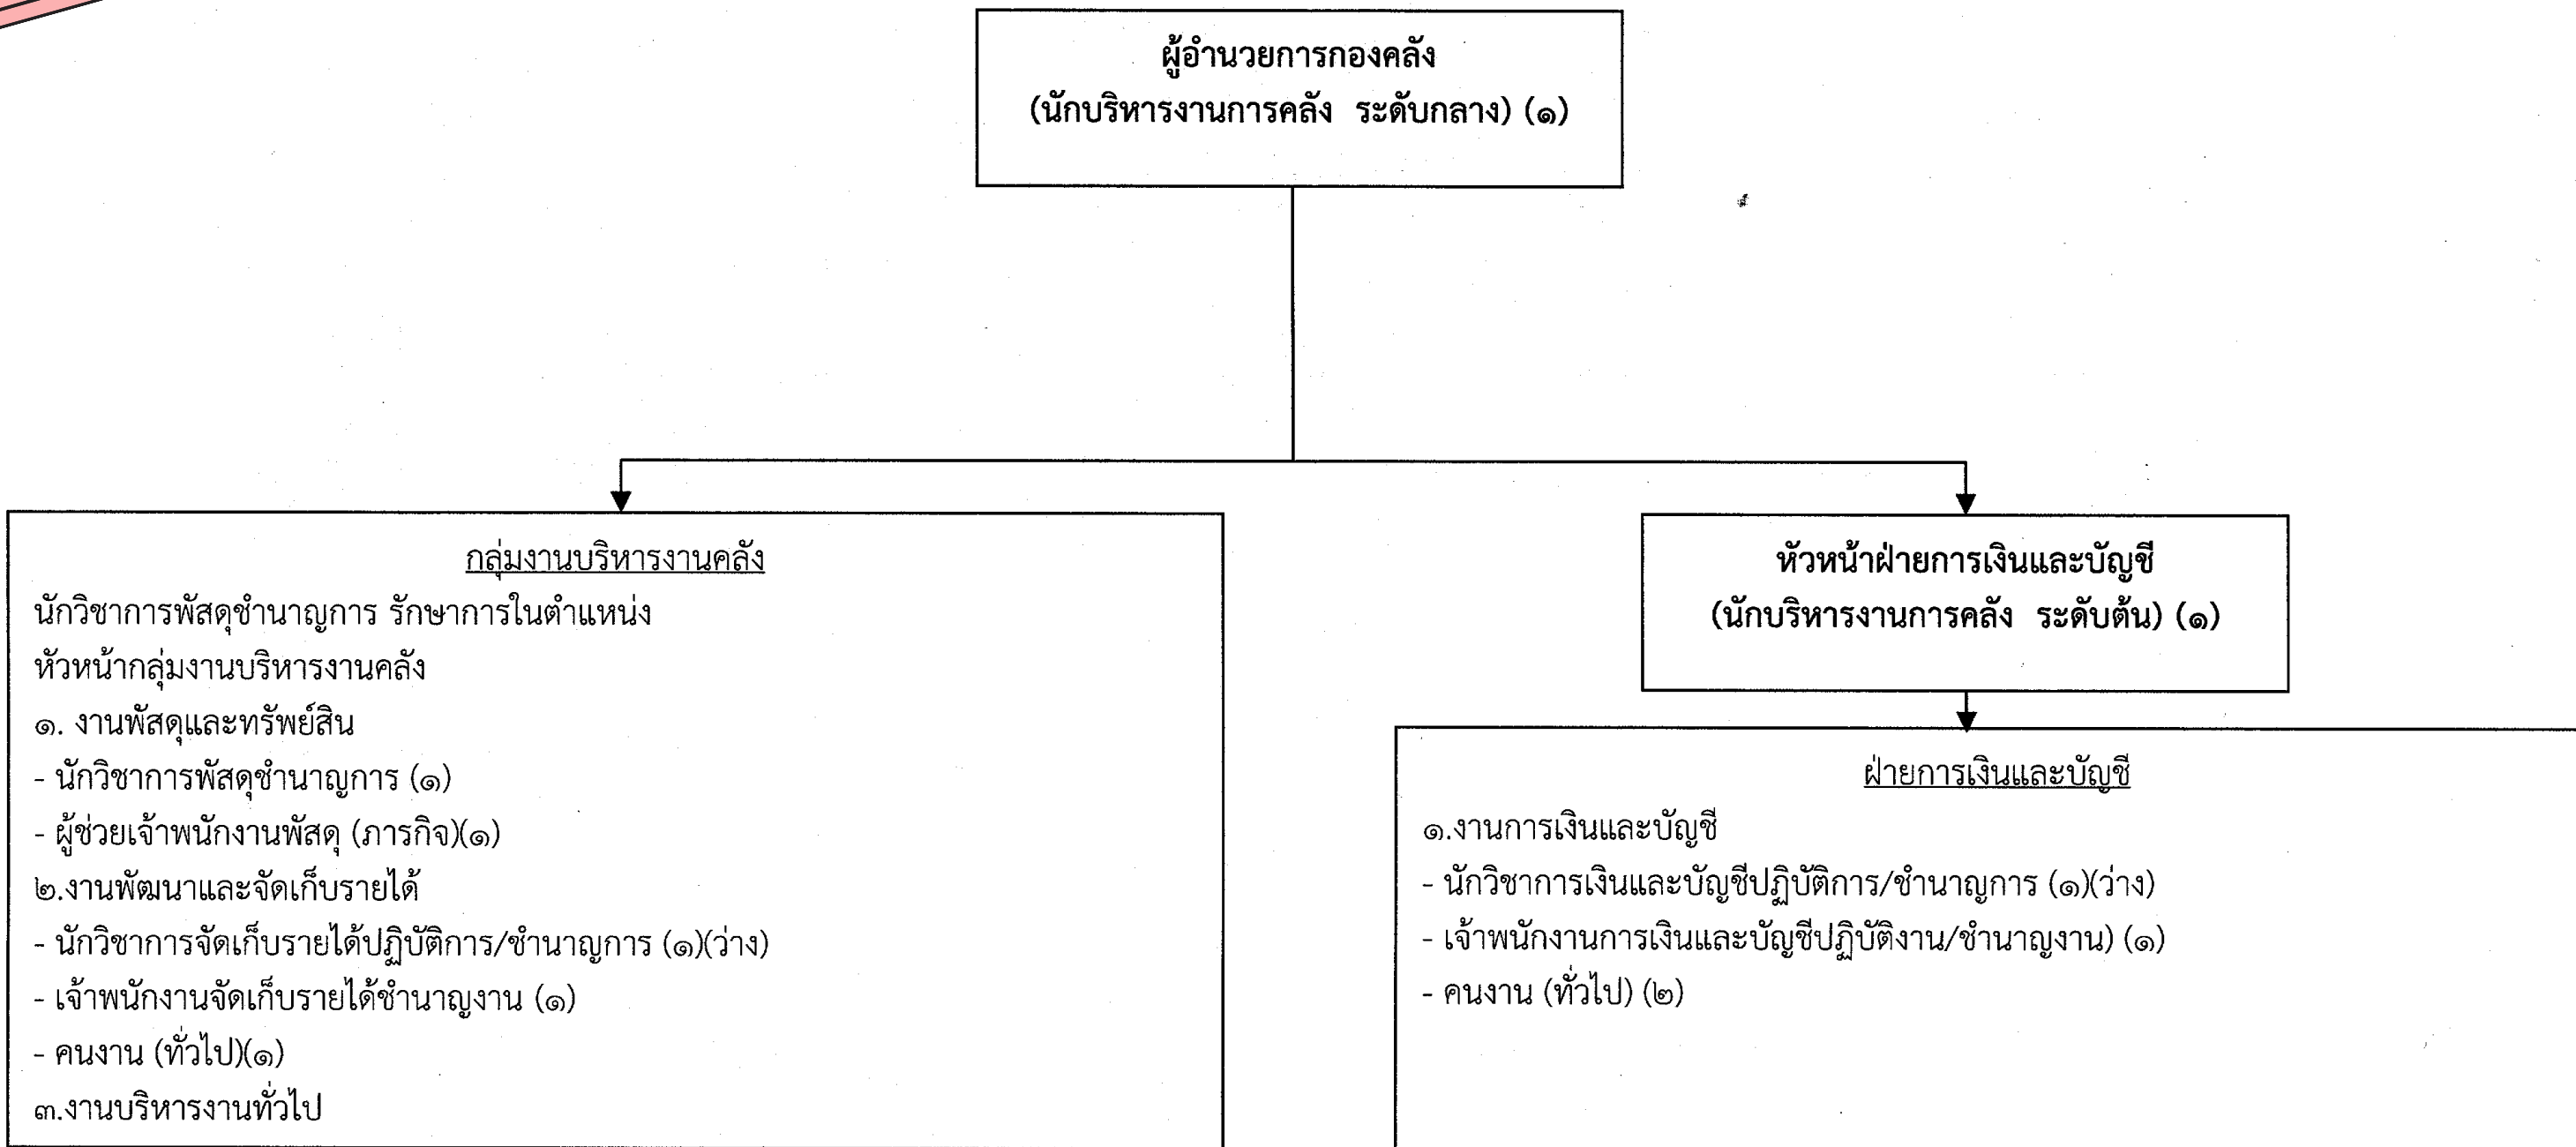 ผู้อำนวยการกองคลัง
(นักบริหารงานการคลัง ระดับกลาง) (๑)
กลุ่มงานบริหารงานคลัง
นักวิชาการพัสดุชำนาญการ รักษาการในตำแหน่ง
หัวหน้ากลุ่มงานบริหารงานคลัง
๑. งานพัสดุและทรัพย์สิน
- นักวิชาการพัสดุชำนาญการ (๑)
- ผู้ช่วยเจ้าพนักงานพัสดุ (ภารกิจ)(๑)
๒.งานพัฒนาและจัดเก็บรายได้
- นักวิชาการจัดเก็บรายได้ปฏิบัติการ/ชำนาญการ (๑)(ว่าง)
- เจ้าพนักงานจัดเก็บรายได้ชำนาญงาน (๑)
- คนงาน (ทั่วไป)(๑)
๓.งานบริหารงานทั่วไป
หัวหน้าฝ่ายการเงินและบัญชี
(นักบริหารงานการคลัง ระดับต้น) (๑)
ฝ่ายการเงินและบัญชี
๑.งานการเงินและบัญชี
- นักวิชาการเงินและบัญชีปฏิบัติการ/ชำนาญการ (๑)(ว่าง)
- เจ้าพนักงานการเงินและบัญชีปฏิบัติงาน/ชำนาญงาน) (๑)
- คนงาน (ทั่วไป) (๒)